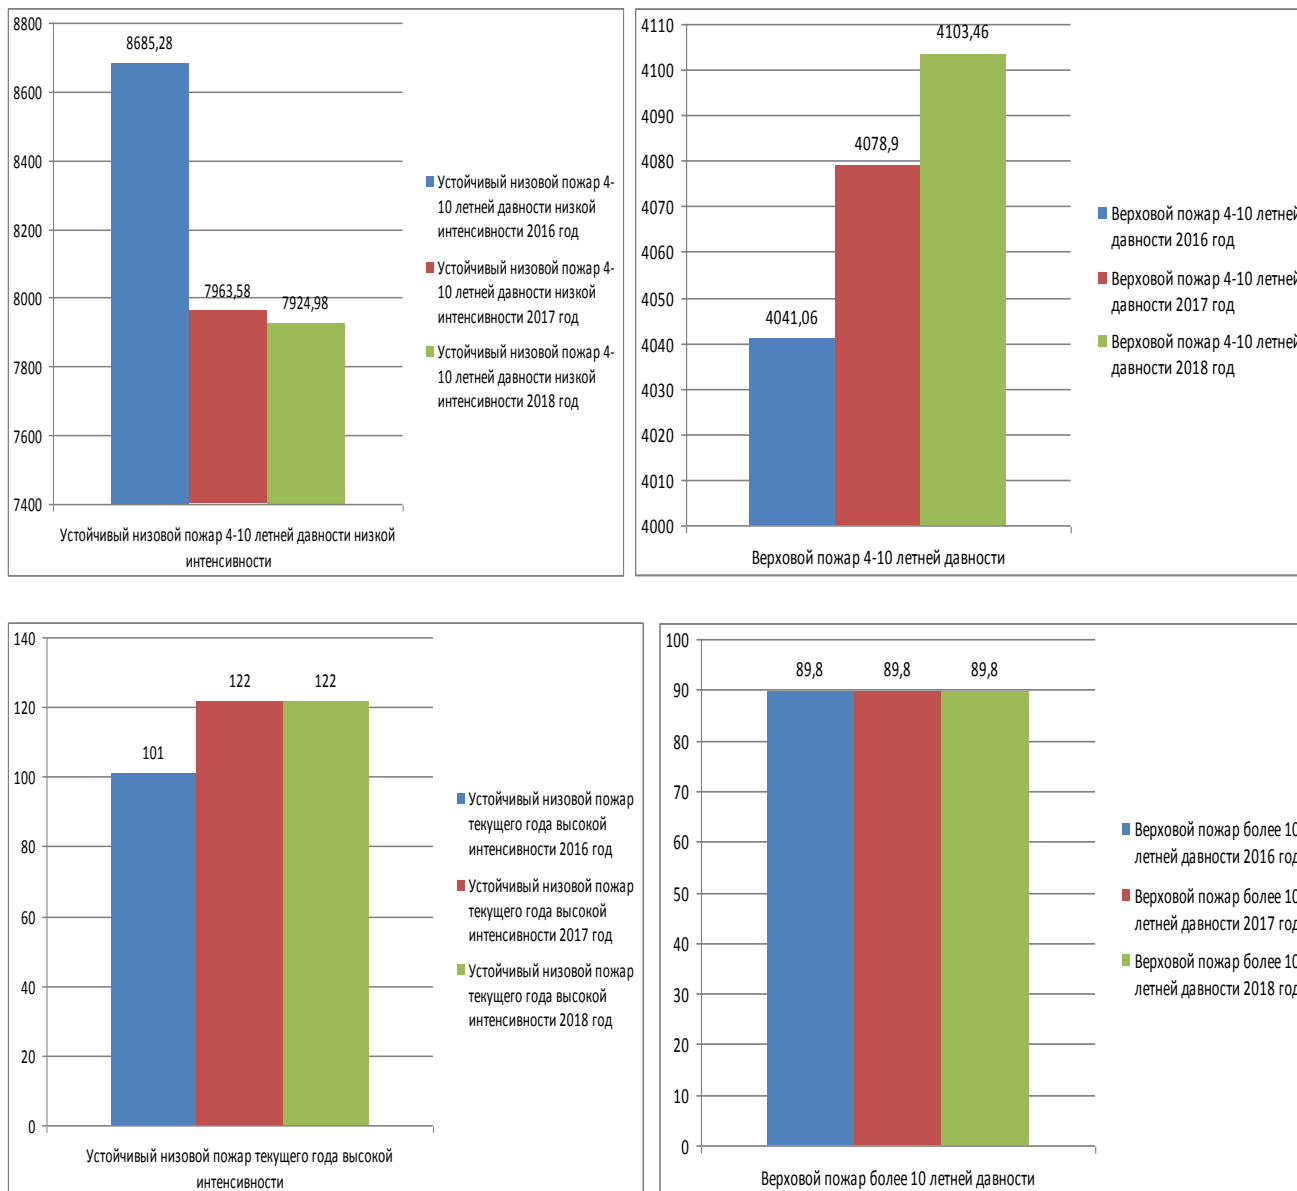 8800
8600
8400
8200
8000
7800
7600
7400
8685,28
7963,58
7924,98
Устойчивый низовой пожар 4-10 летней давности низкой
интенсивности
Устойчивый низовой пожар 4-
10 летней давности низкой
интенсивности 2016 год
Устойчивый низовой пожар 4-
10 летней давности низкой
интенсивности 2017 год
Устойчивый низовой пожар 4-
10 летней давности низкой
интенсивности 2018 год
4110
4100
4090
4080
4070
4060
4050
4040
4030
4020
4010
4000
4041,06
4078,9
4103,46
Верховой пожар 4-10 летней давности
Верховой пожар 4-10 летней
давности 2016 год
Верховой пожар 4-10 летней
давности 2017 год
Верховой пожар 4-10 летней
давности 2018 год
140
120
100
80
60
40
20
0
101
122
122
Устойчивый низовой пожар текущего года высокой
интенсивности
Устойчивый низовой пожар
текущего года высокой
интенсивности 2016 год
Устойчивый низовой пожар
текущего года высокой
интенсивности 2017 год
Устойчивый низовой пожар
текущего года высокой
интенсивности 2018 год
100
90
80
70
60
50
40
30
20
10
0
89,8
89,8
89,8
Верховой пожар более 10 летней давности
Верховой пожар более 10
летней давности 2016 год
Верховой пожар более 10
летней давности 2017 год
Верховой пожар более 10
летней давности 2018 год